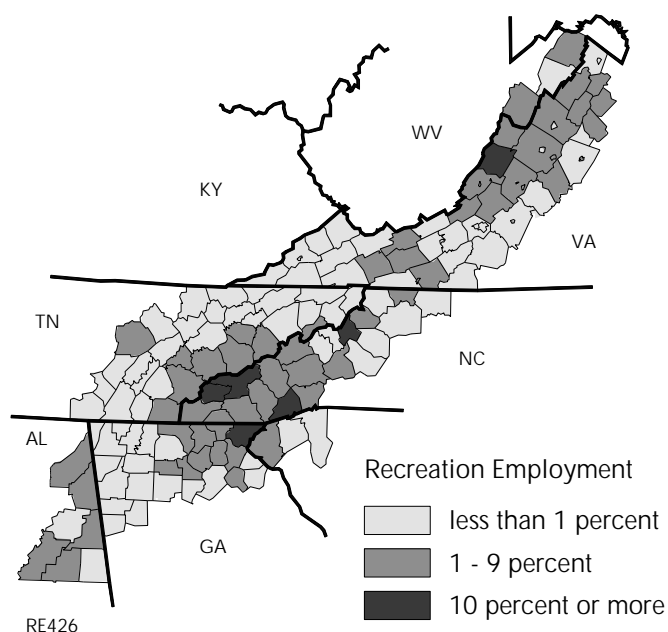 WV
KY
VA
TN
NC
AL
Recreation Employment
less than 1 percent
GA
1 - 9 percent
10 percent or more
RE426